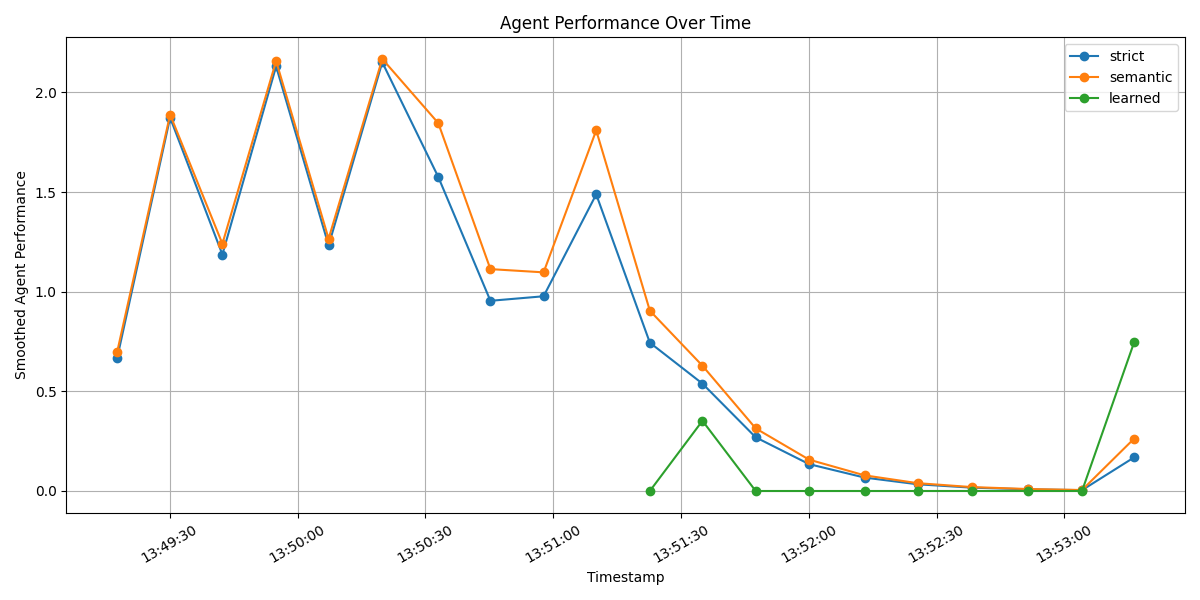 Agent Performance Over Time
strict
semantic
learned
Smoothed Agent Performance
2.0
1.5
1.0
0.5
0.0
13:49:30
13:50:00
13:50:30
13:51:00
13:51:30
13:52:00
13:52:30
13:53:00
Timestamp